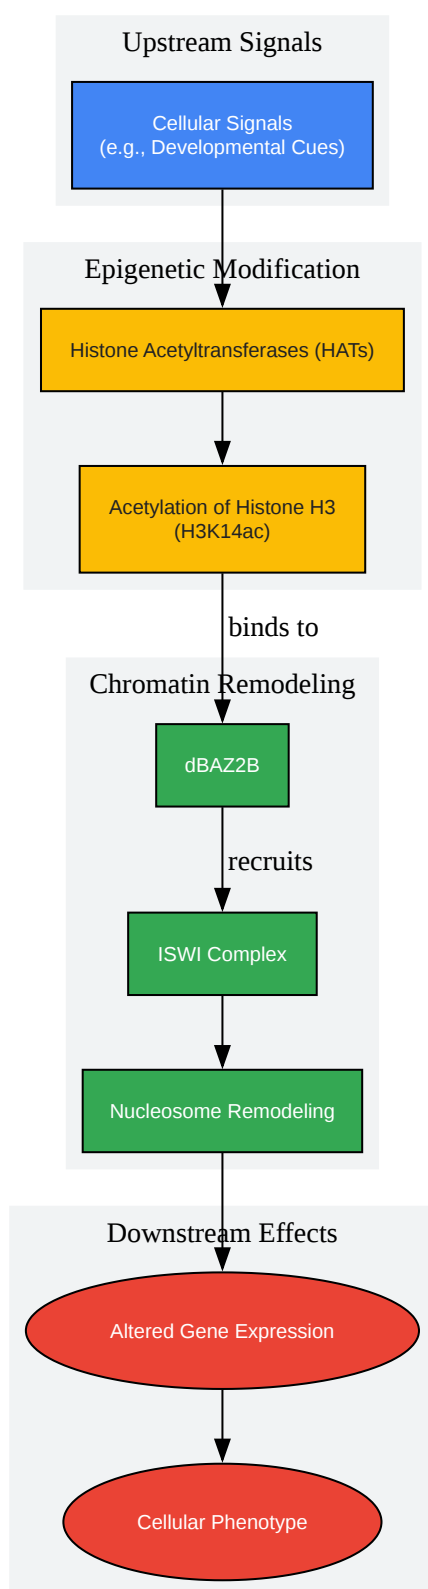 Upstream Signals
Cellular Signals
(e.g., Developmental Cues)
Epigenetic Modification
Histone Acetyltransferases (HATs)
Acetylation of Histone H3
(H3K14ac)
binds to
Chromatin Remodeling
dBAZ2B
recruits
ISWI Complex
Nucleosome Remodeling
Downstream Effects
Altered Gene Expression
Cellular Phenotype